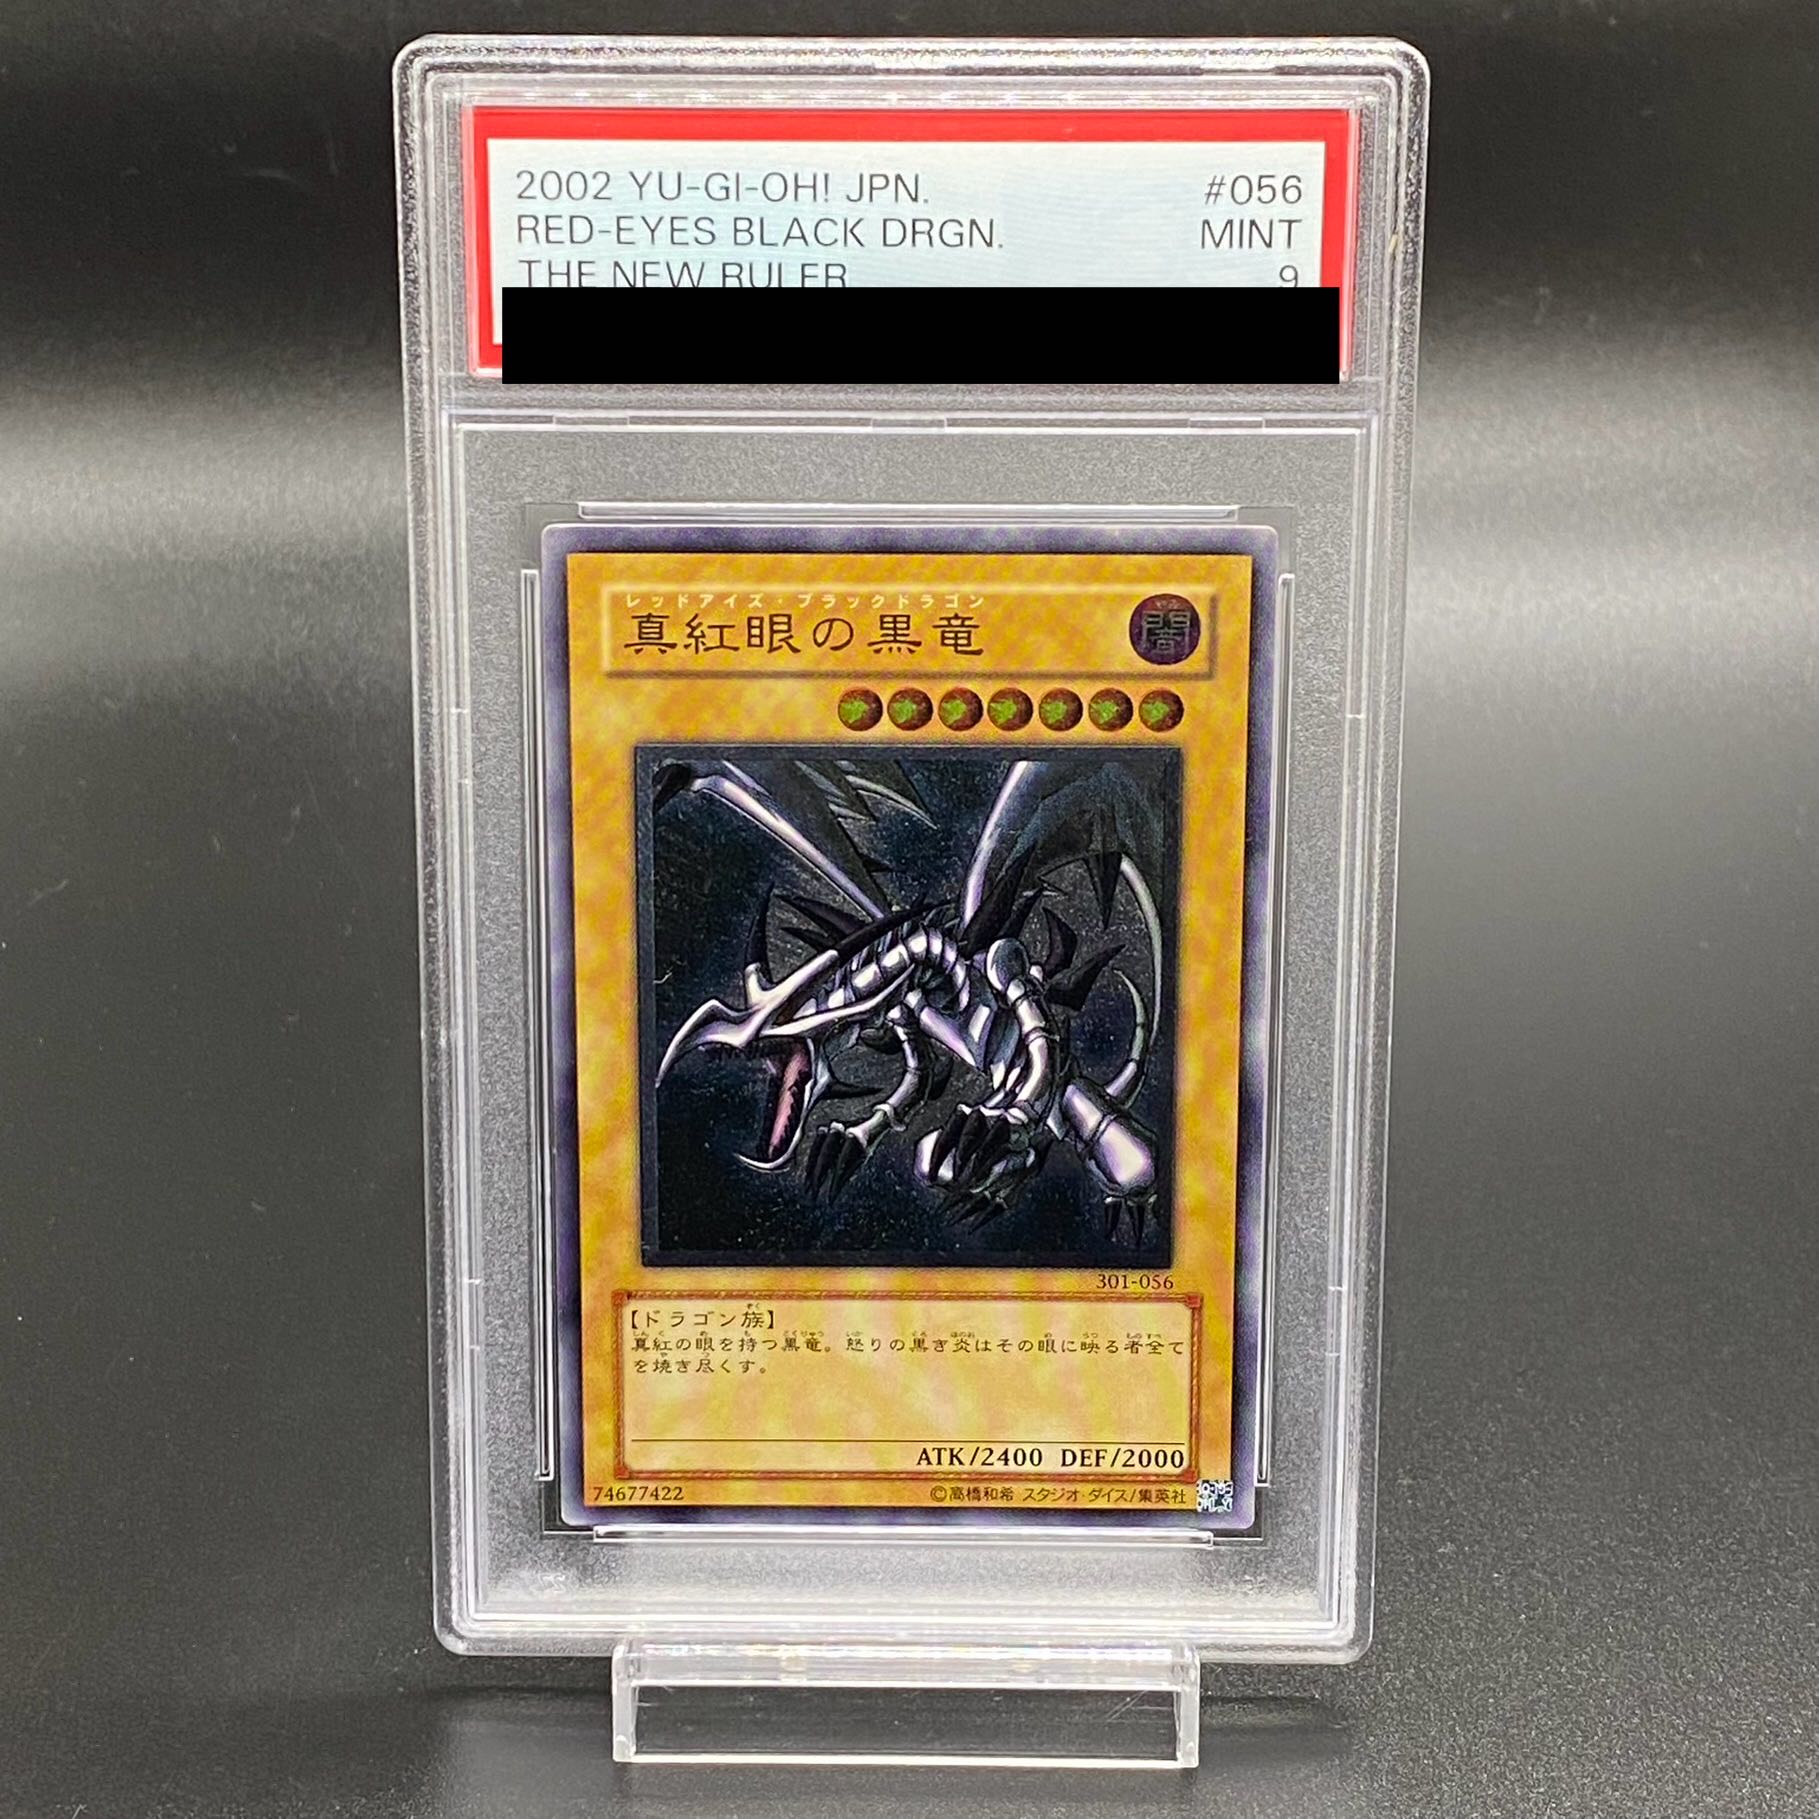 2002 YU-GI-OH! JPN. #056
RED-EYES BLACK DRGN. MINT
THE NEW RULER 9
レッドアイズ・ブラックドラゴン
真紅眼の黒竜
闇
301-056
【ドラゴン族】
真紅の眼を持つ黒竜。怒りの黒き炎はその眼に映る者全て
を焼き尽くす。
ATK/2400 DEF/2000
74677422 ©高橋和希 スタジオ・ダイス/集英社